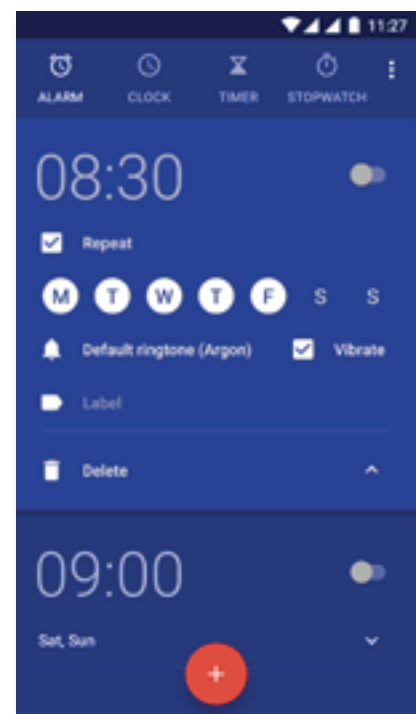 11:27
ALARM CLOCK TIMER STOPWATCH
08:30
Repeat
M T W T F S S
Default ringtone (Argon) Vibrate
Label
Delete
09:00
Sat, Sun
+